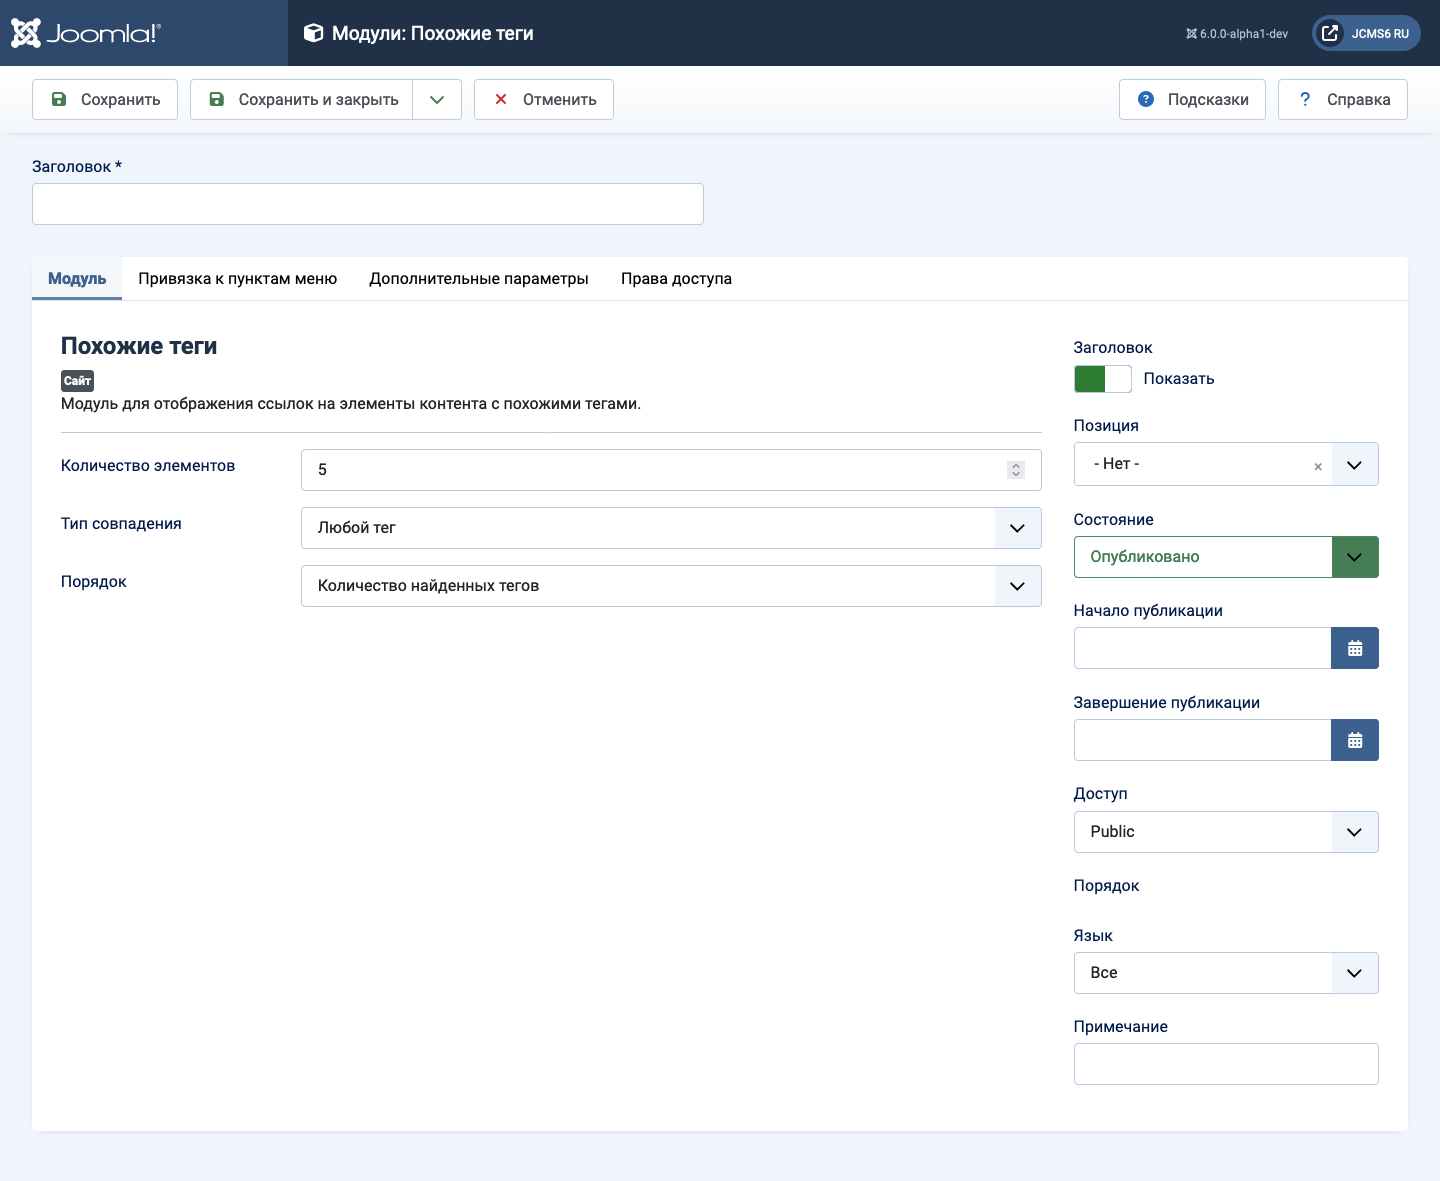 Joomla!®
Модули: Похожие теги
6.0.0-alpha1-dev
JCMS6 RU
Сохранить
Сохранить и закрыть
Отменить
Подсказки
Справка
Заголовок *
Модуль
Привязка к пунктам меню
Дополнительные параметры
Права доступа
Похожие теги
Сайт
Модуль для отображения ссылок на элементы контента с похожими тегами.
Количество элементов
5
Тип совпадения
Любой тег
Порядок
Количество найденных тегов
Заголовок
Показать
Позиция
- Нет -
Состояние
Опубликовано
Начало публикации
Завершение публикации
Доступ
Public
Порядок
Язык
Все
Примечание